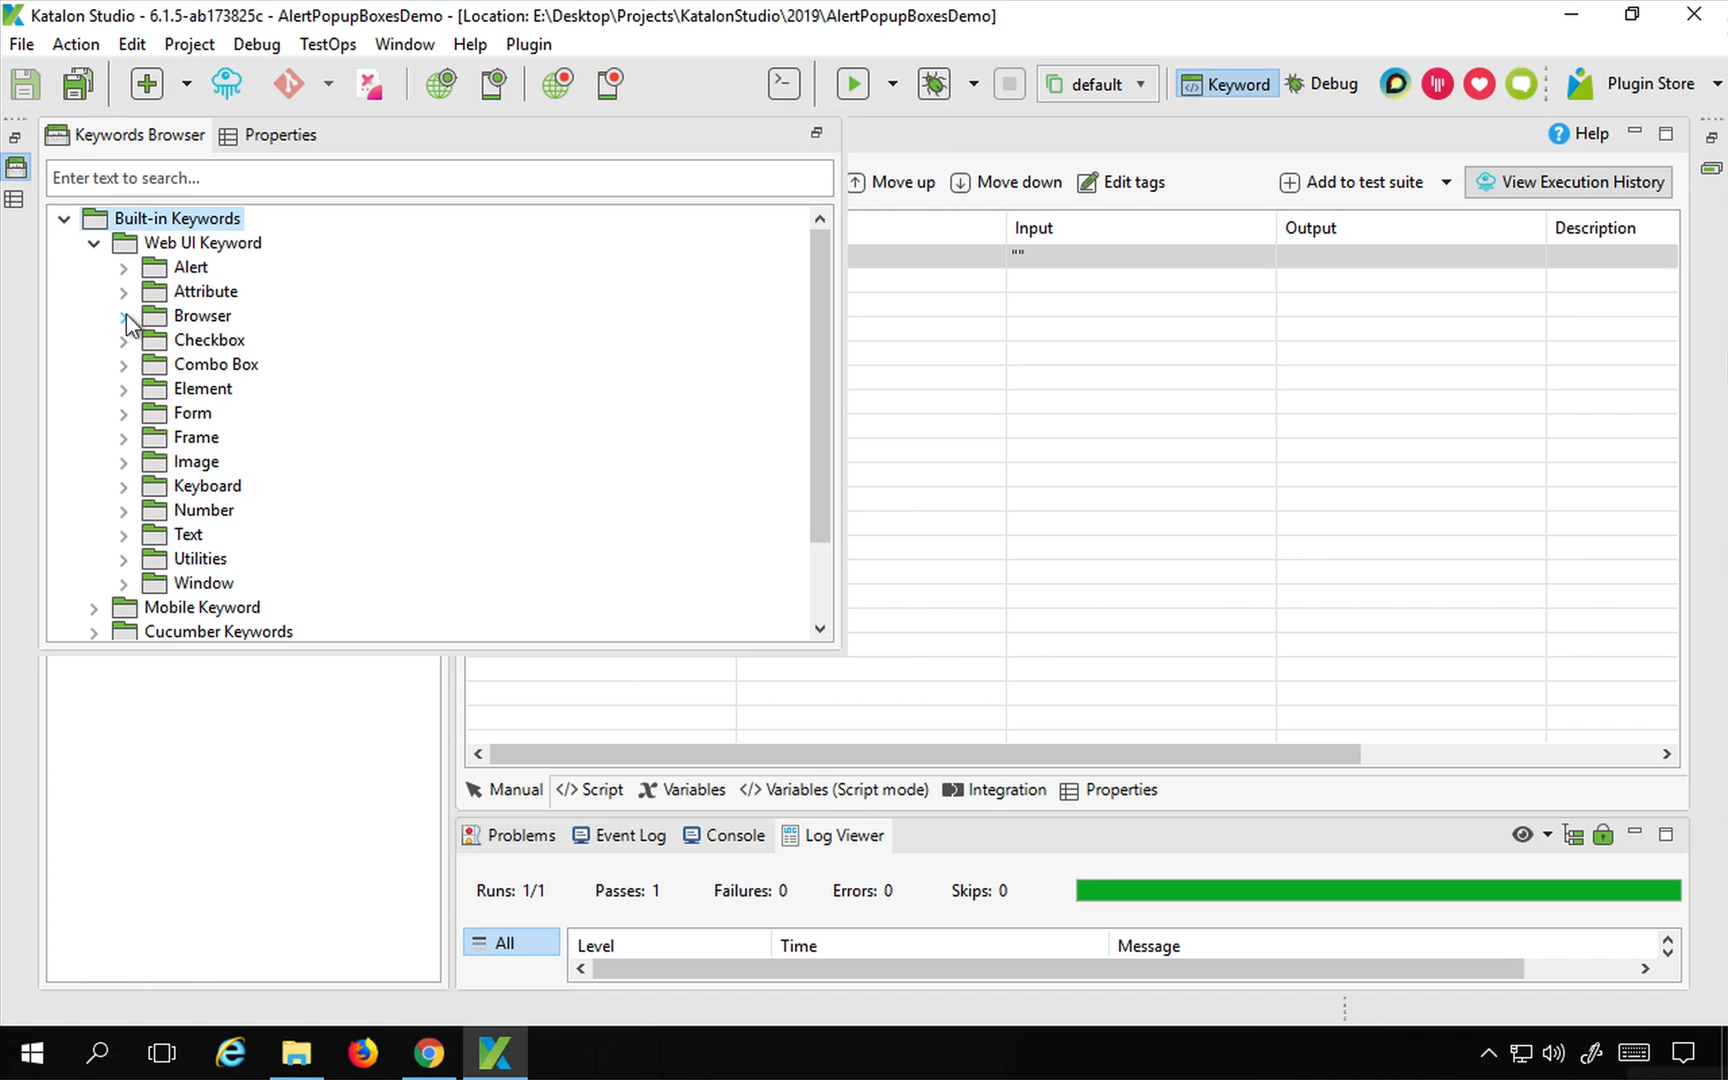 Katalon Studio - 6.1.5-ab173825c - AlertPopupBoxesDemo - [Location: E:\Desktop\Projects\KatalonStudio\2019\AlertPopupBoxesDemo]
File Action Edit Project Debug TestOps Window Help Plugin
default Keyword Debug Plugin Store
Keywords Browser Properties Help
Enter text to search...
Move up Move down Edit tags Add to test suite View Execution History
Input Output Description
""
Built-in Keywords
Web UI Keyword
Alert
Attribute
Browser
Checkbox
Combo Box
Element
Form
Frame
Image
Keyboard
Number
Text
Utilities
Window
Mobile Keyword
Cucumber Keywords
Manual </> Script Variables </> Variables (Script mode) Integration Properties
Problems Event Log Console Log Viewer
Runs: 1/1 Passes: 1 Failures: 0 Errors: 0 Skips: 0
All Level Time Message